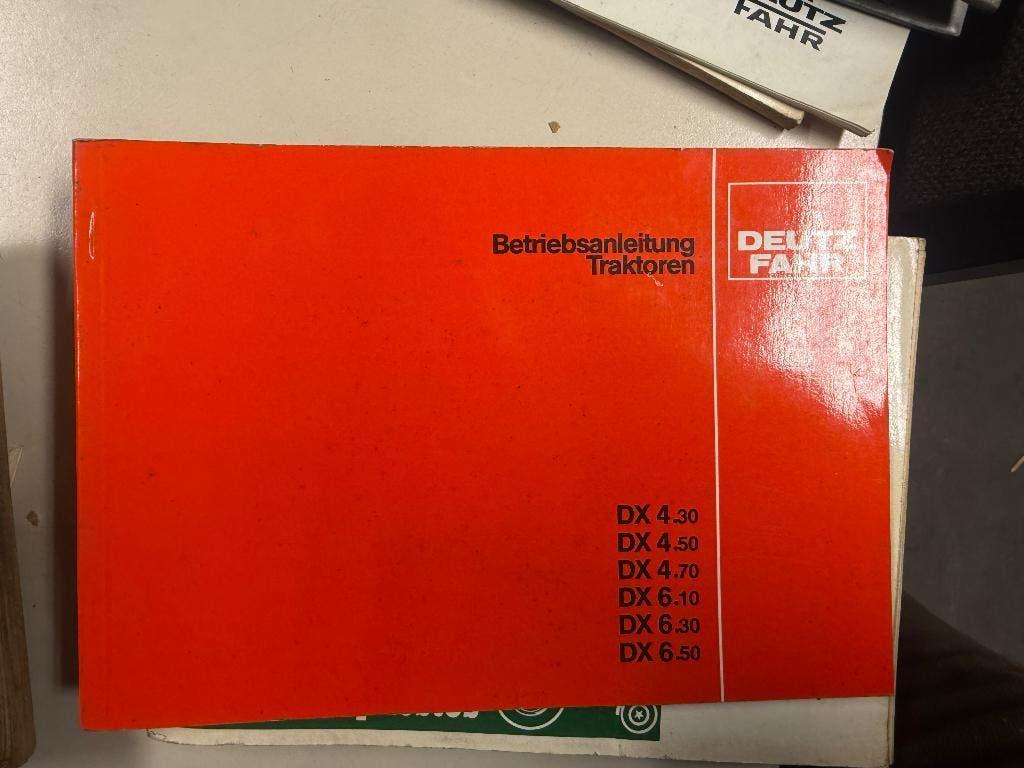 DEUTZ
FAHR
Betriebsanleitung
Traktoren
DEUTZ
FAHR
DX 4.30
DX 4.50
DX 4.70
DX 6.10
DX 6.30
DX 6.50